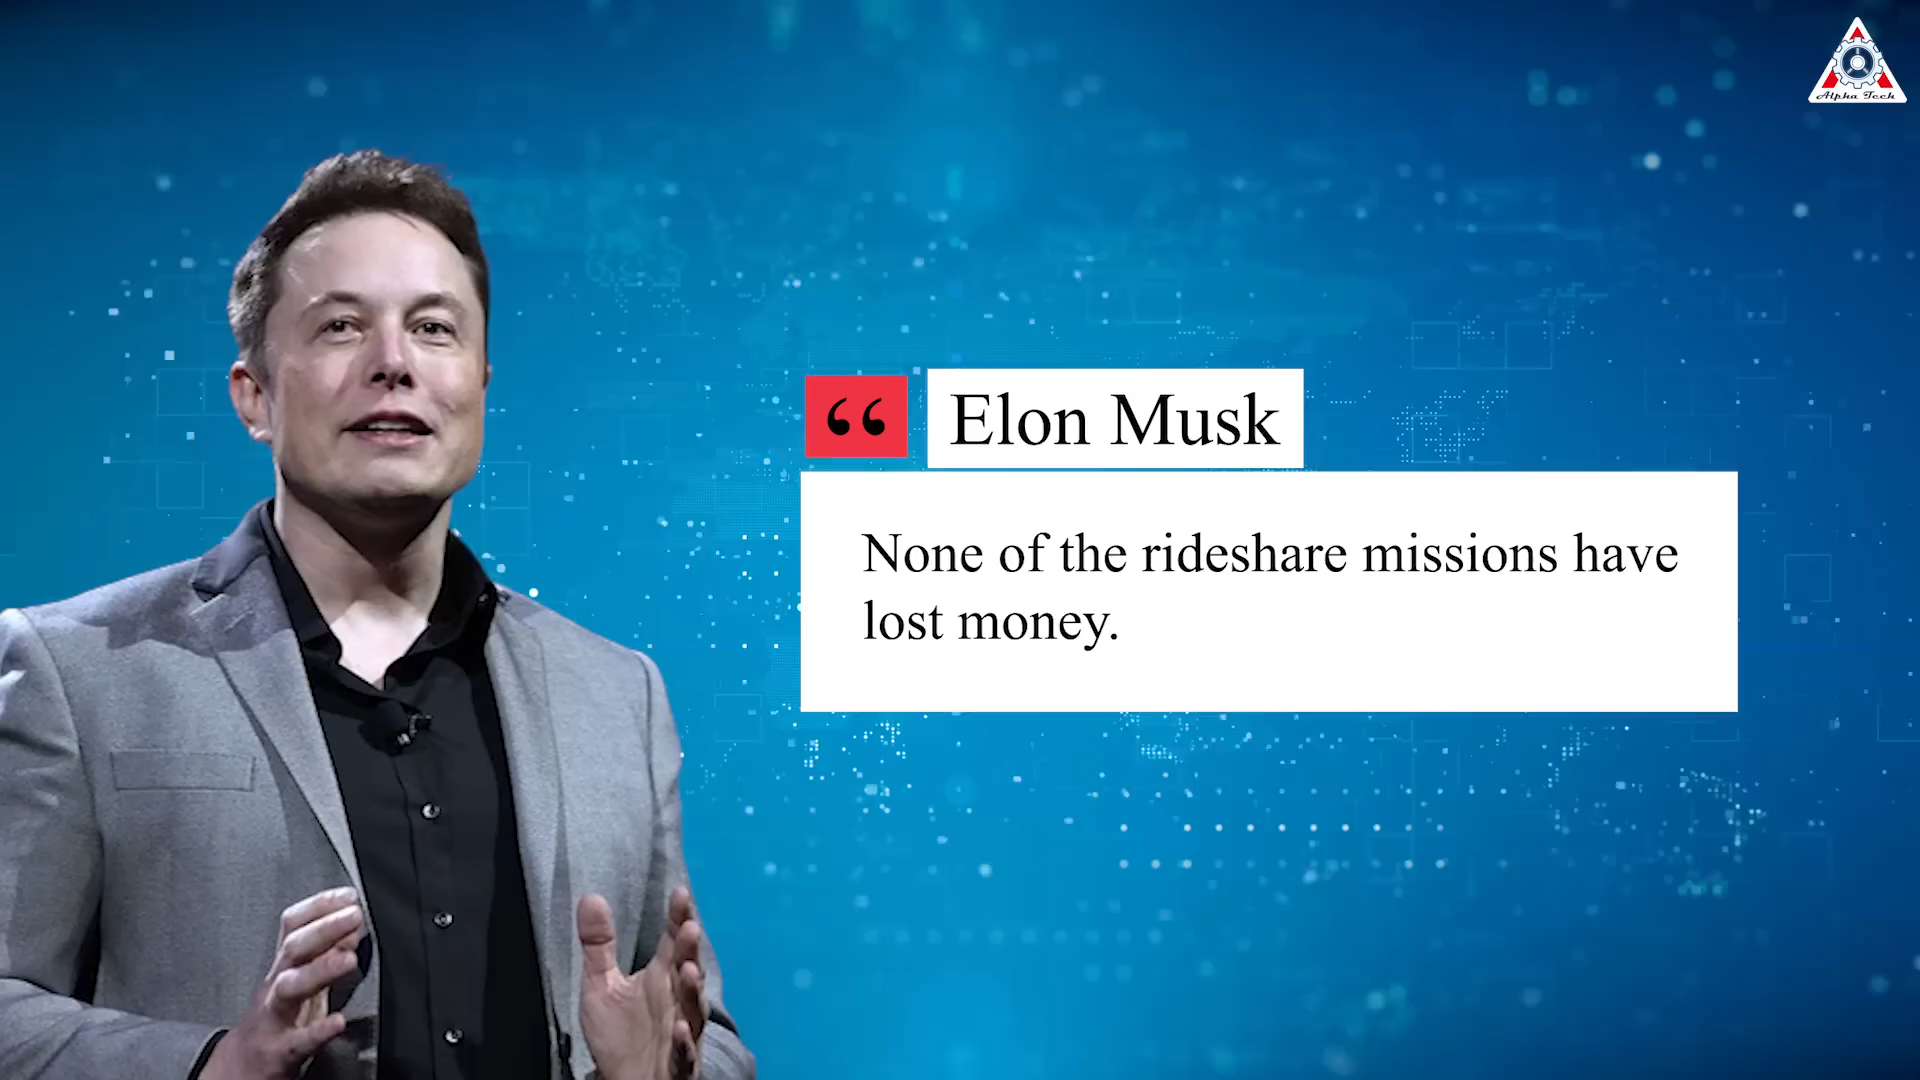 Alpha Tech
“
Elon Musk
None of the rideshare missions have
lost money.